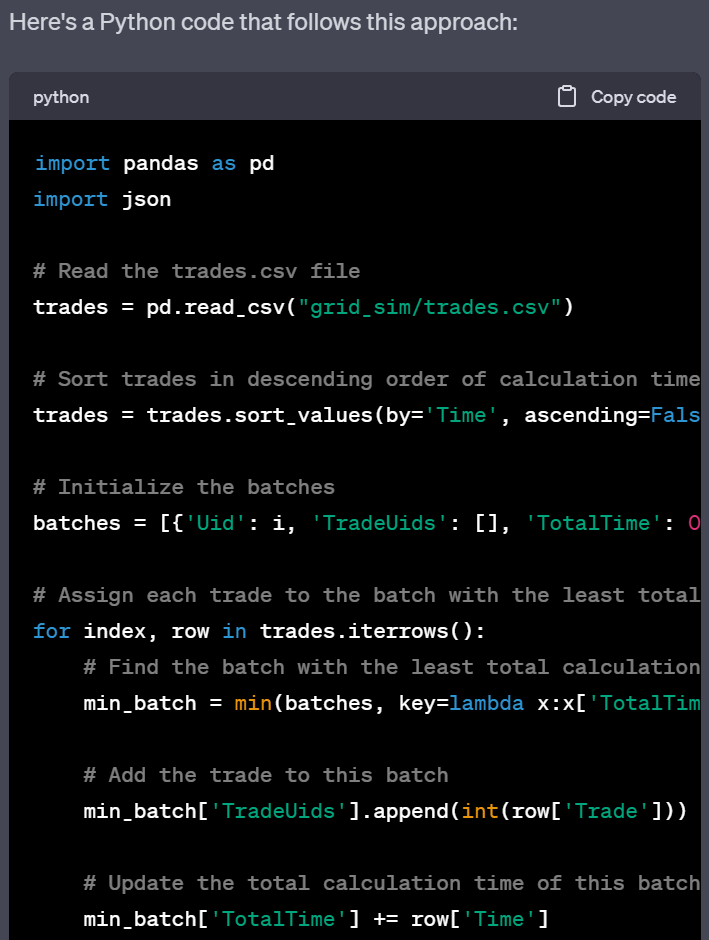 Here's a Python code that follows this approach:
python
Copy code
import pandas as pd
import json
# Read the trades.csv file
trades = pd.read_csv("grid_sim/trades.csv")
# Sort trades in descending order of calculation time
trades = trades.sort_values(by='Time', ascending=Fals
# Initialize the batches
batches = [{'Uid': i, 'TradeUids': [], 'TotalTime': 0
# Assign each trade to the batch with the least total
for index, row in trades.iterrows():
    # Find the batch with the least total calculation
    min_batch = min(batches, key=lambda x:x['TotalTim
    # Add the trade to this batch
    min_batch['TradeUids'].append(int(row['Trade']))
    # Update the total calculation time of this batch
    min_batch['TotalTime'] += row['Time']